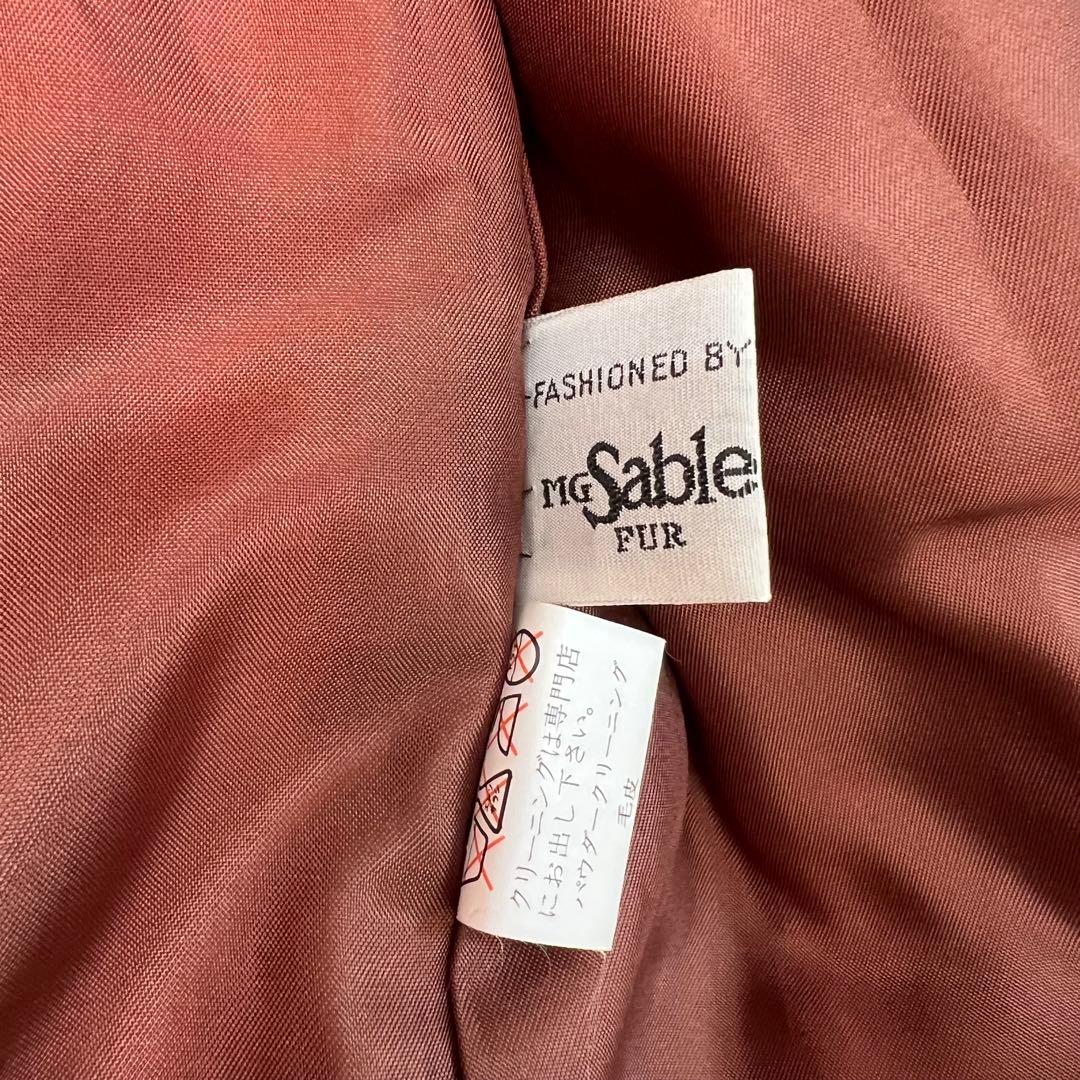 -FASHIONED BY
MG Sable
FUR
クリーニングは専門店
にお出し下さい。
パウダークリーニング
毛皮